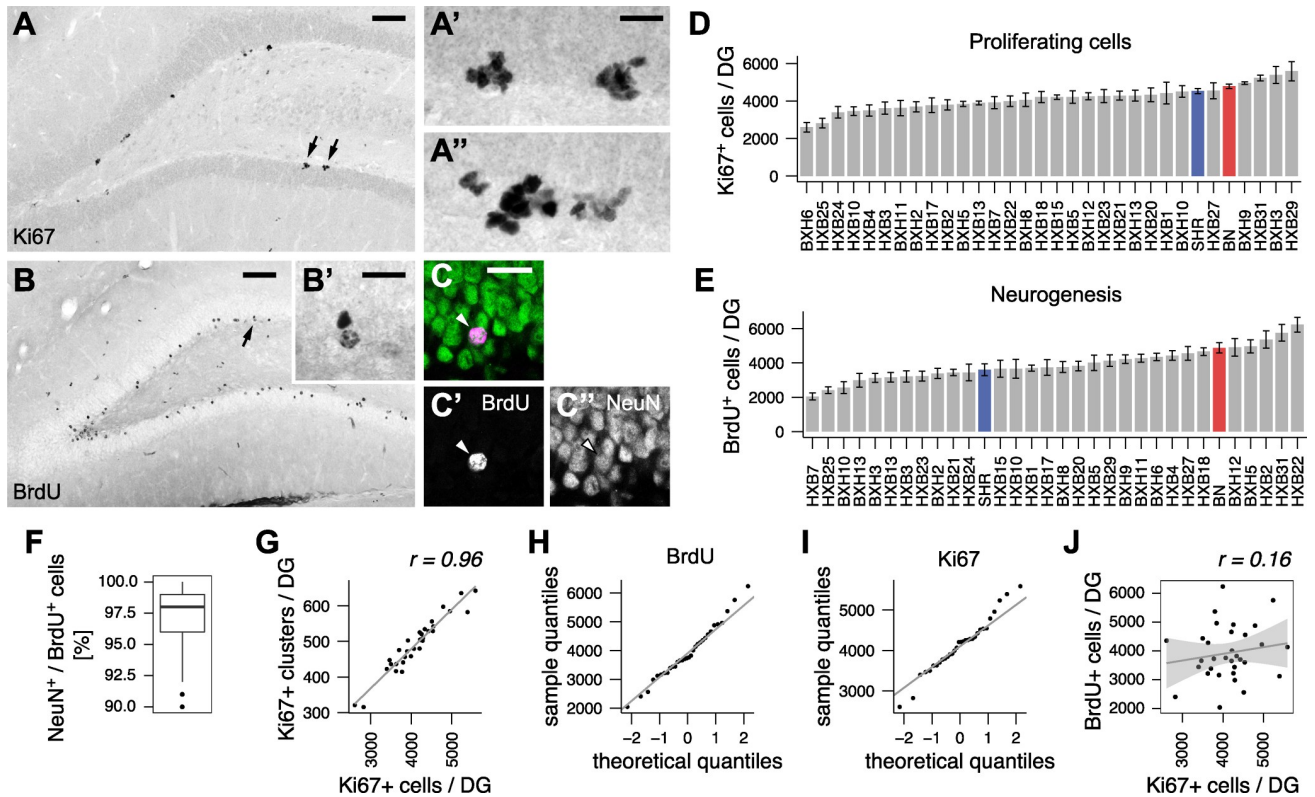 A
A'
A''
Ki67
B
B'
BrdU
C
C' BrdU
C'' NeuN
D
Proliferating cells
Ki67⁺ cells / DG
6000
4000
2000
0
BXH6
HXB25
HXB24
HXB10
HXB4
HXB3
BXH11
BXH2
HXB17
HXB2
BXH5
HXB13
HXB7
HXB22
BXH8
HXB18
HXB15
HXB5
BXH12
HXB23
HXB21
BXH13
HXB20
HXB1
BXH10
SHR
HXB27
BN
BXH9
HXB31
BXH3
HXB29
E
Neurogenesis
BrdU⁺ cells / DG
6000
4000
2000
0
HXB7
HXB25
BXH10
BXH13
BXH3
HXB13
HXB3
HXB23
BXH2
HXB21
HXB24
SHR
HXB15
HXB10
HXB1
HXB17
BXH8
HXB20
HXB5
HXB29
BXH9
BXH11
BXH6
HXB4
HXB27
HXB18
BN
BXH12
BXH5
HXB2
HXB31
HXB22
F
NeuN⁺ / BrdU⁺ cells
[%]
100.0
97.5
95.0
92.5
90.0
G
r = 0.96
Ki67+ clusters / DG
600
500
400
300
3000 4000 5000
Ki67+ cells / DG
H
BrdU
sample quantiles
6000
5000
4000
3000
2000
−2 −1 0 1 2
theoretical quantiles
I
Ki67
sample quantiles
5000
4000
3000
−2 −1 0 1 2
theoretical quantiles
J
r = 0.16
BrdU+ cells / DG
6000
5000
4000
3000
2000
3000 4000 5000
Ki67+ cells / DG